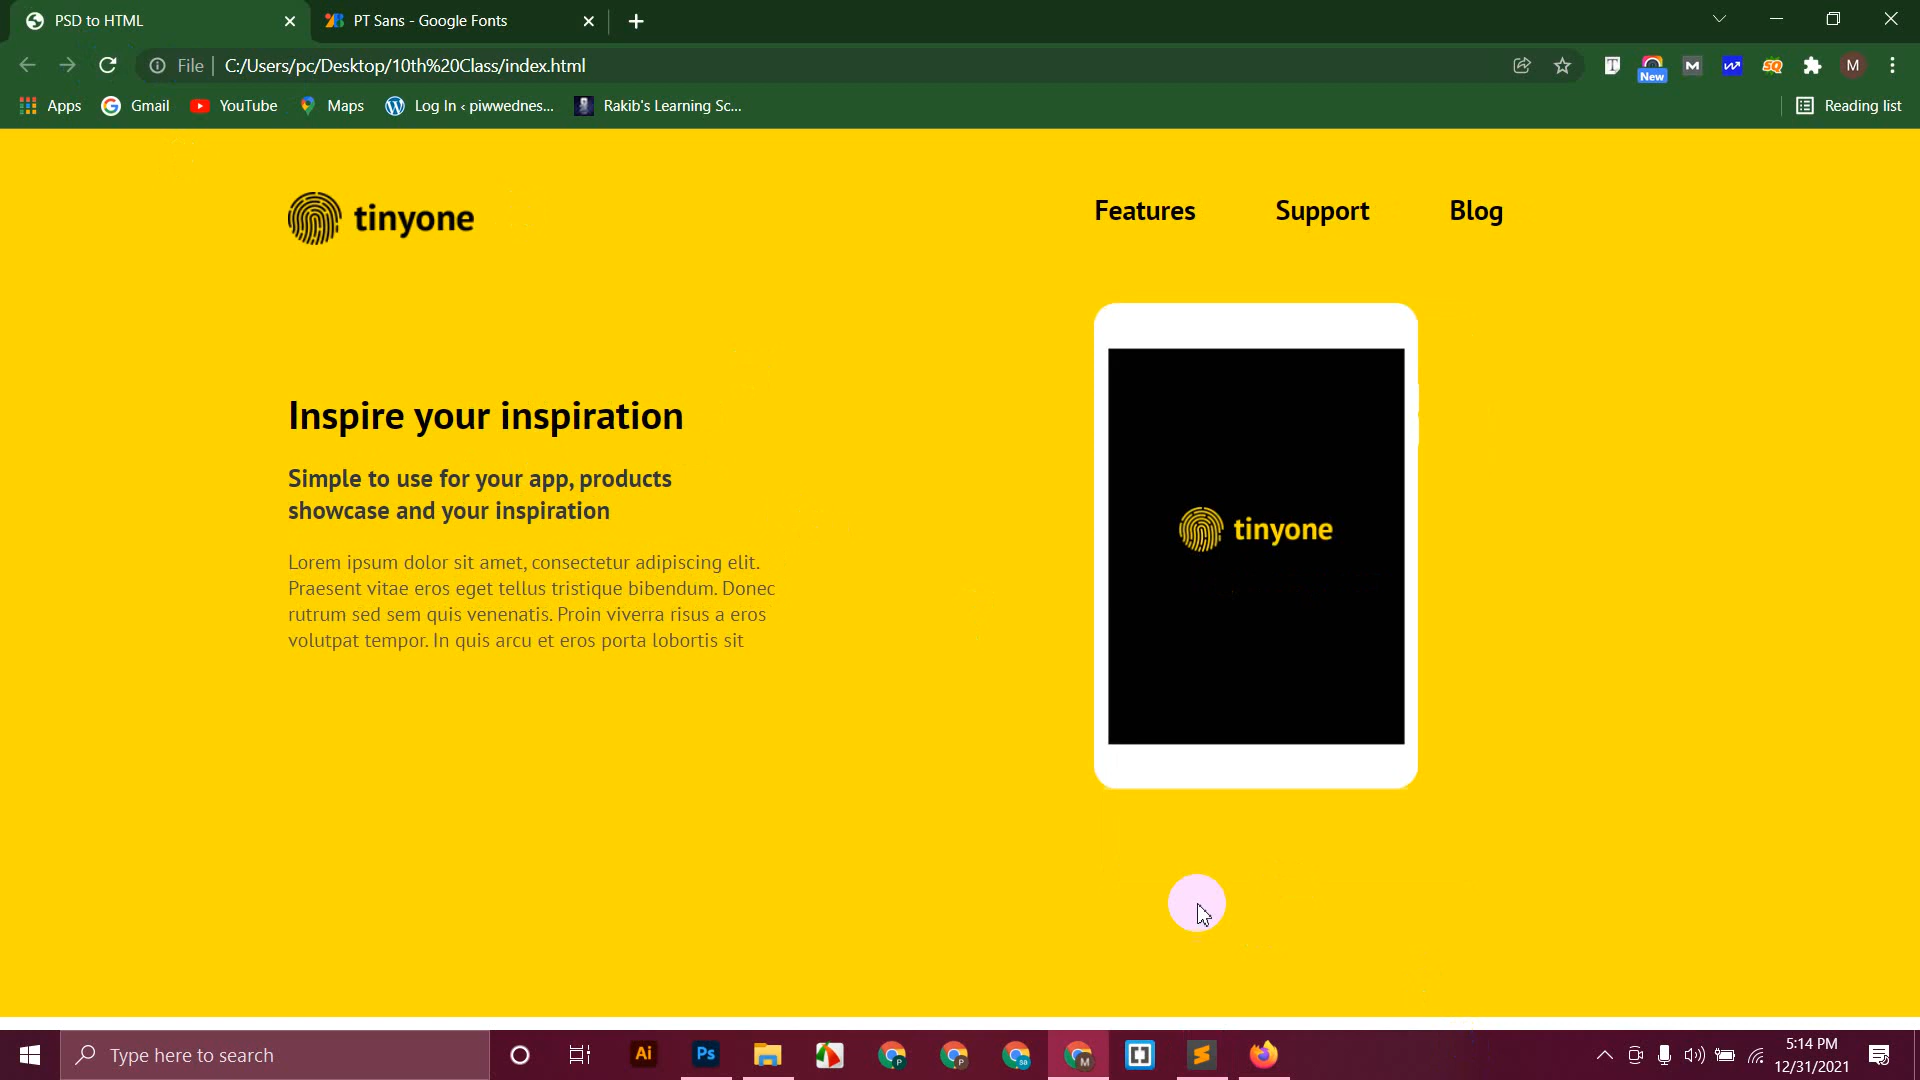 PSD to HTML
PT Sans - Google Fonts
File | C:/Users/pc/Desktop/10th%20Class/index.html
New
M
Apps
Gmail
YouTube
Maps
Log In ‹ piwwednes...
Rakib's Learning Sc...
Reading list
tinyone
Features
Support
Blog
Inspire your inspiration
Simple to use for your app, products
showcase and your inspiration
Lorem ipsum dolor sit amet, consectetur adipiscing elit.
Praesent vitae eros eget tellus tristique bibendum. Donec
rutrum sed sem quis venenatis. Proin viverra risus a eros
volutpat tempor. In quis arcu et eros porta lobortis sit
tinyone
Type here to search
Ai
Ps
5:14 PM
12/31/2021